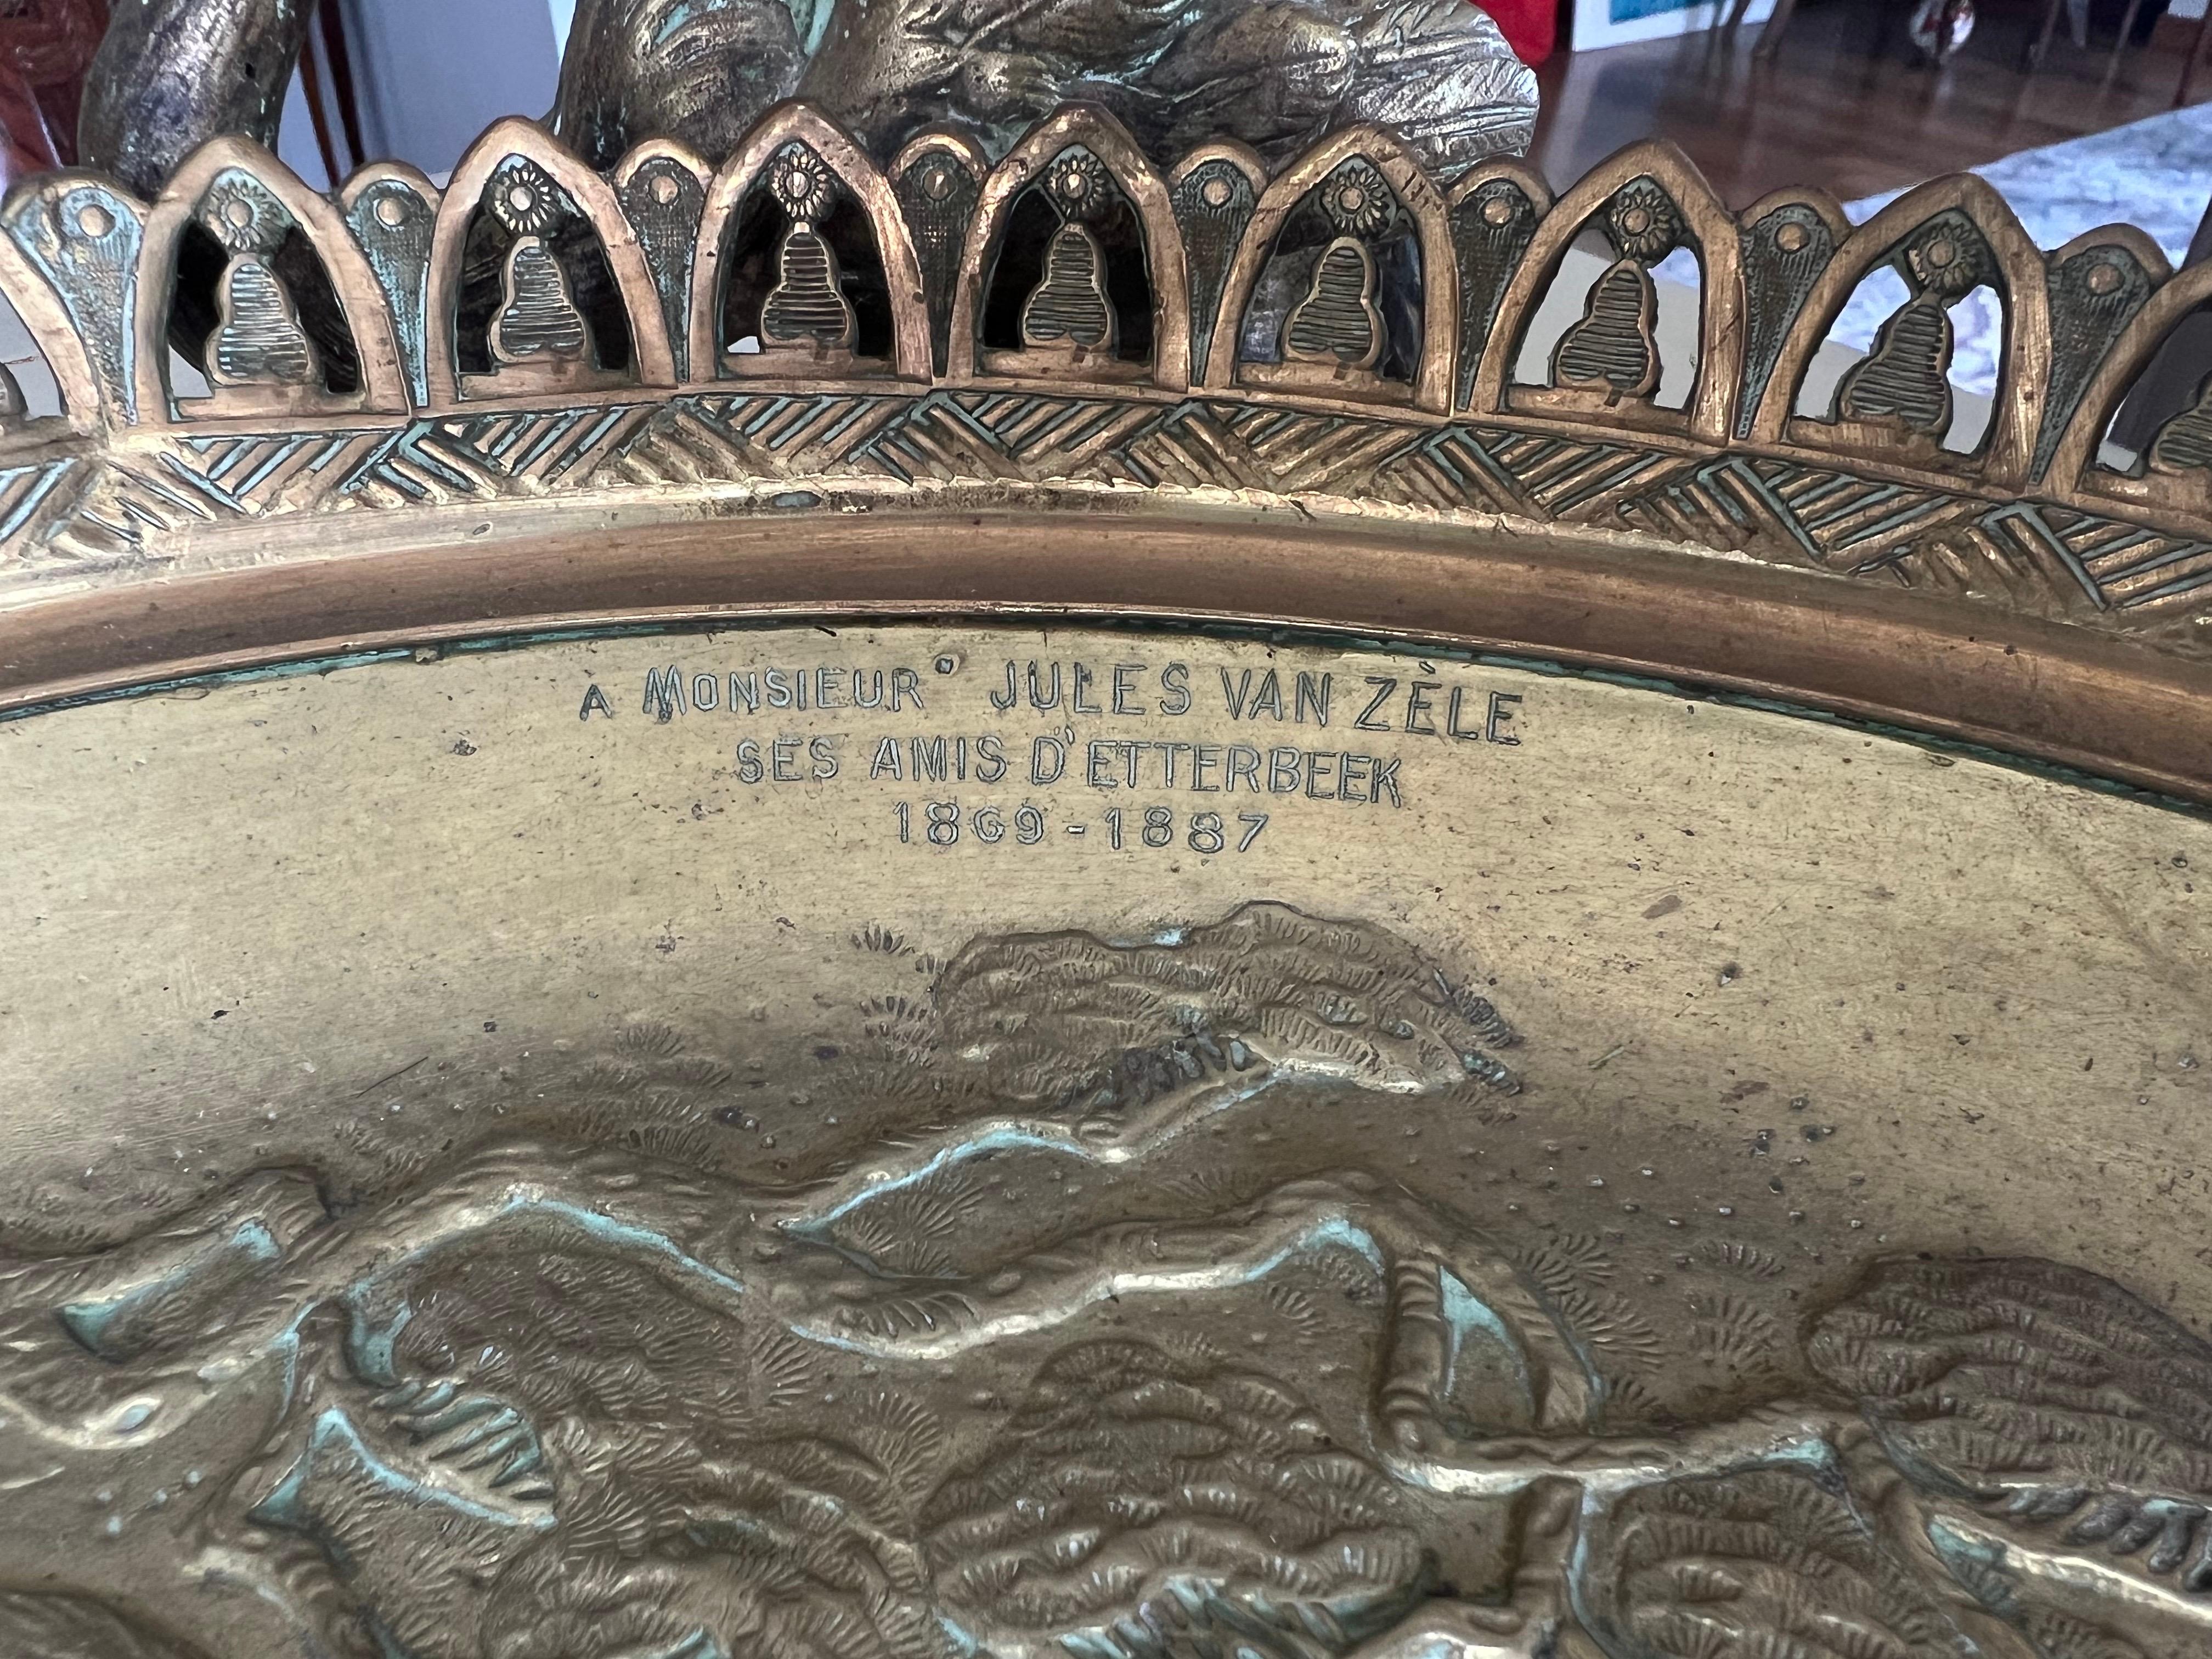 A MONSIEUR JULES VAN ZÈLE
SES AMIS D'ETTERBEEK
1869-1887